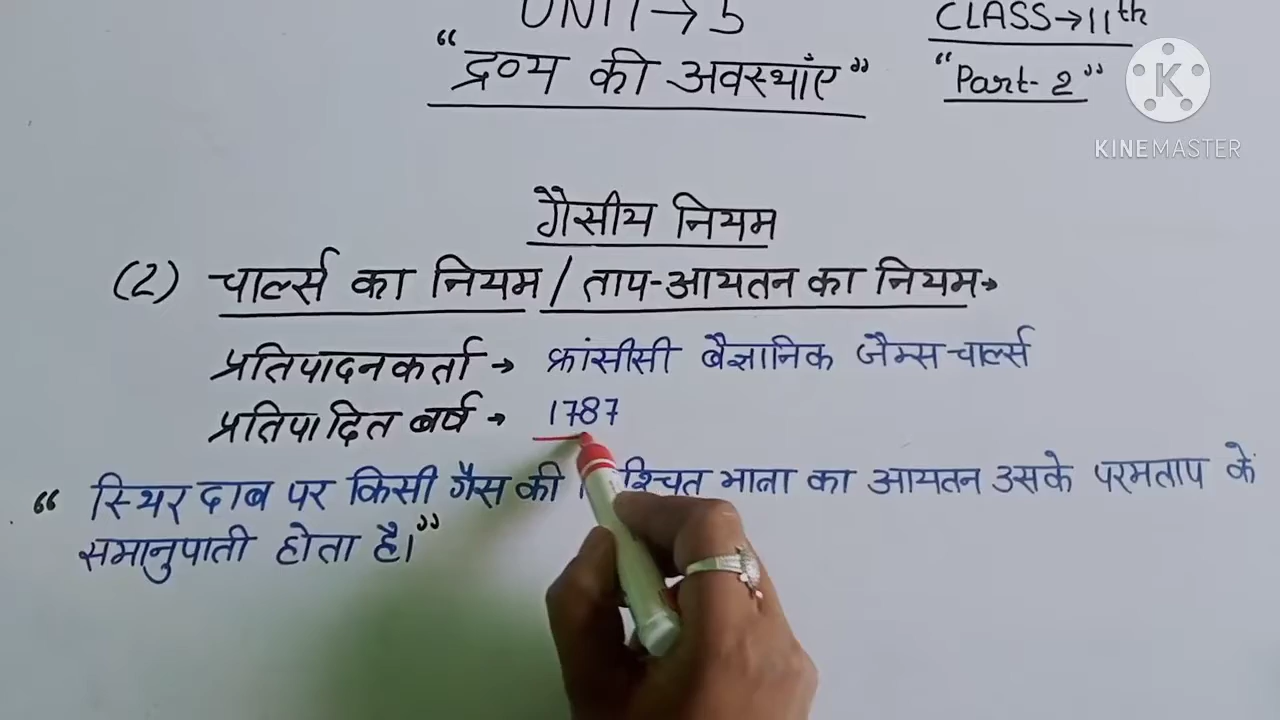 UNIT→5
CLASS→11th
"द्रव्य की अवस्थाएं"
"Part-2"
K
KINEMASTER
गैसीय नियम
(2) चार्ल्स का नियम / ताप-आयतन का नियम→
प्रतिपादनकर्ता → फ्रांसीसी बैज्ञानिक जैम्स चार्ल्स
प्रतिपादित बर्ष → 1787
" स्थिर दाब पर किसी गैस की श्चित मात्रा का आयतन उसके परमताप के
समानुपाती होता है।"